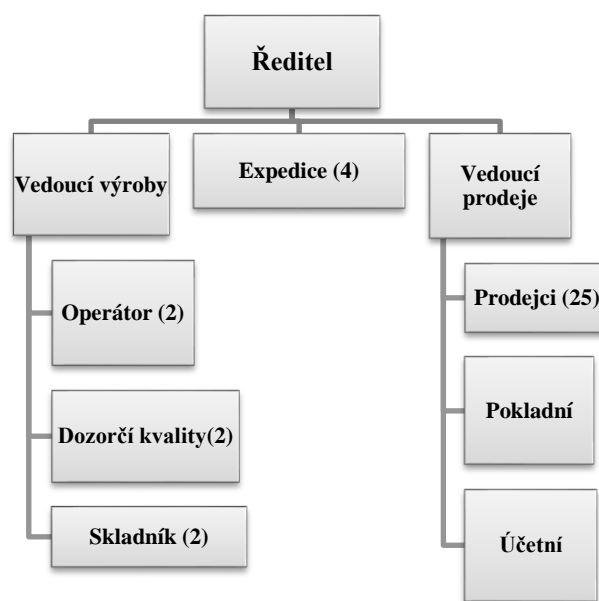 Ředitel
Vedoucí výroby
Expedice (4)
Vedoucí
prodeje
Operátor (2)
Dozorčí kvality(2)
Skladník (2)
Prodejci (25)
Pokladní
Účetní